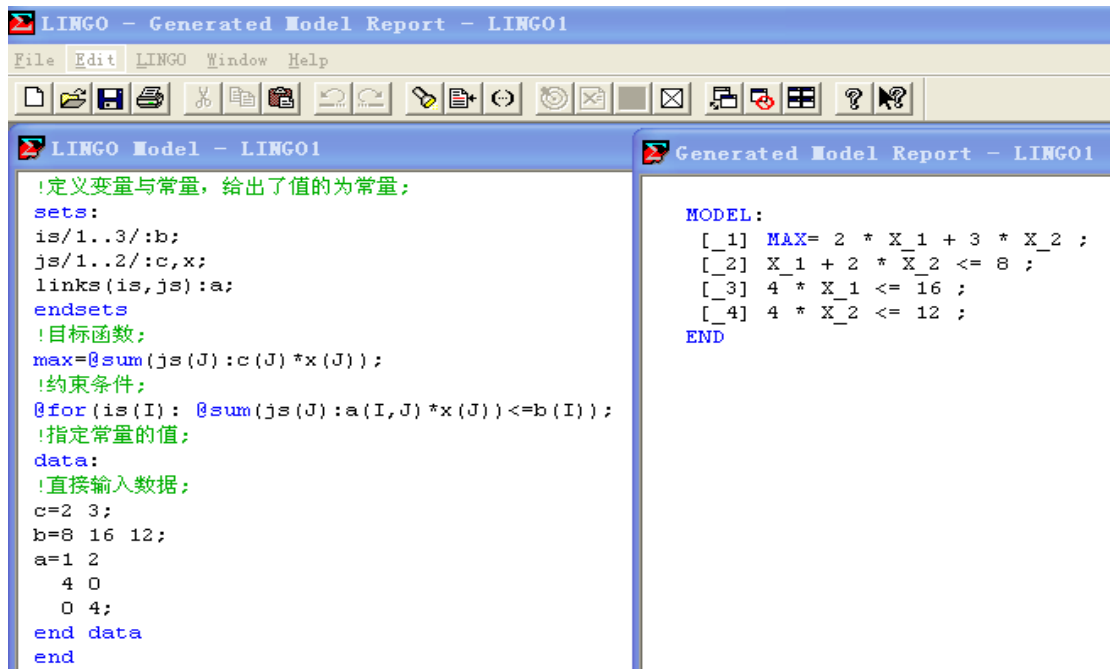 LINGO - Generated Model Report - LINGO1
File Edit LINGO Window Help
LINGO Model - LINGO1
!定义变量与常量，给出了值的为常量;
sets:
is/1..3/:b;
js/1..2/:c,x;
links(is,js):a;
endsets
!目标函数;
max=@sum(js(J):c(J)*x(J));
!约束条件;
@for(is(I): @sum(js(J):a(I,J)*x(J))<=b(I));
!指定常量的值;
data:
!直接输入数据;
c=2 3;
b=8 16 12;
a=1 2
4 0
0 4;
end data
end
Generated Model Report - LINGO1
MODEL:
[_1] MAX= 2 * X_1 + 3 * X_2 ;
[_2] X_1 + 2 * X_2 <= 8 ;
[_3] 4 * X_1 <= 16 ;
[_4] 4 * X_2 <= 12 ;
END